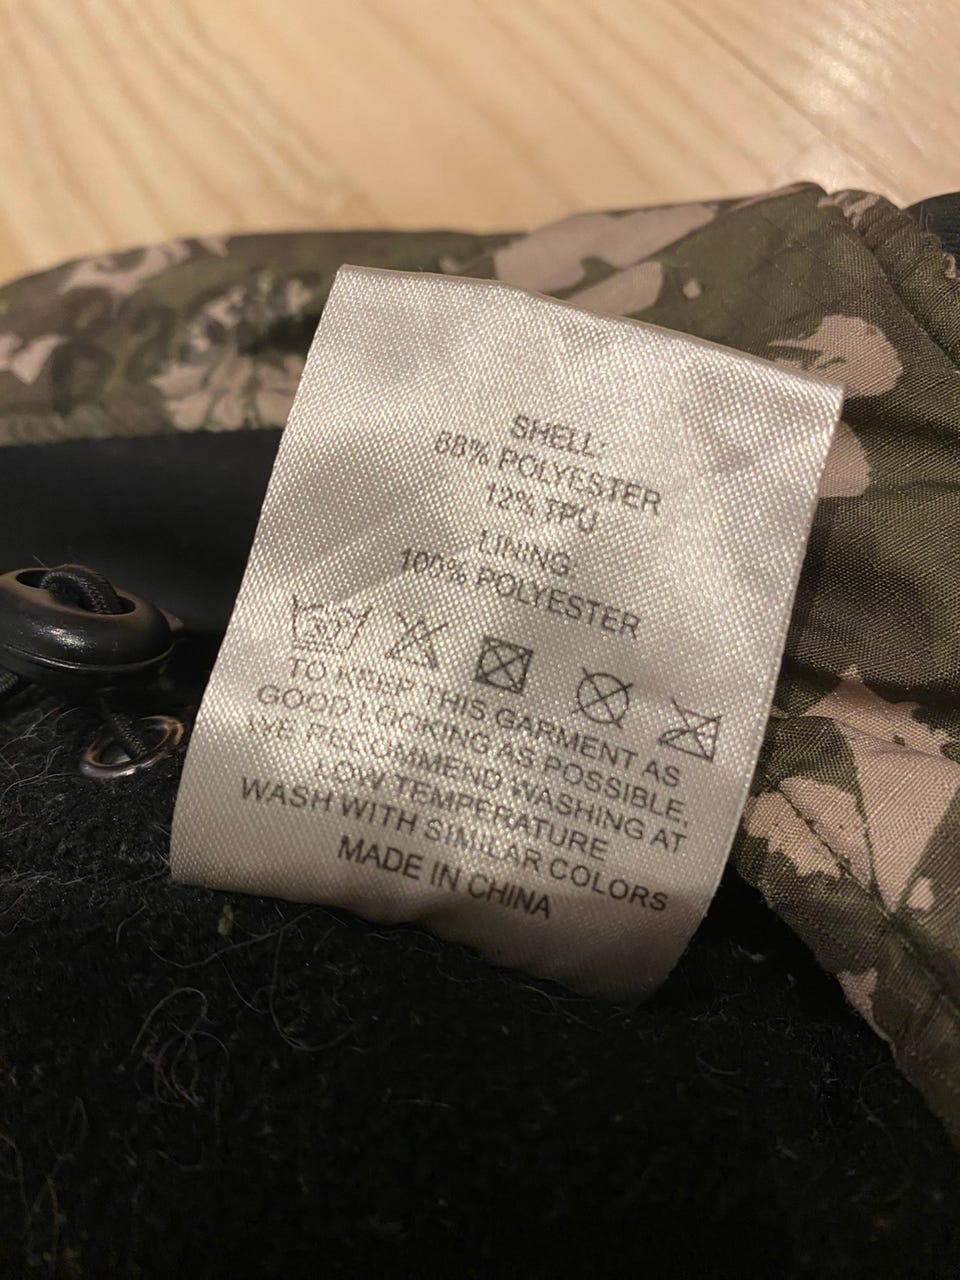 SHELL:
88% POLYESTER
12% TPU
LINING:
100% POLYESTER
30
TO KEEP THIS GARMENT AS
GOOD LOOKING AS POSSIBLE,
WE RECOMMEND WASHING AT
LOW TEMPERATURE
WASH WITH SIMILAR COLORS
MADE IN CHINA